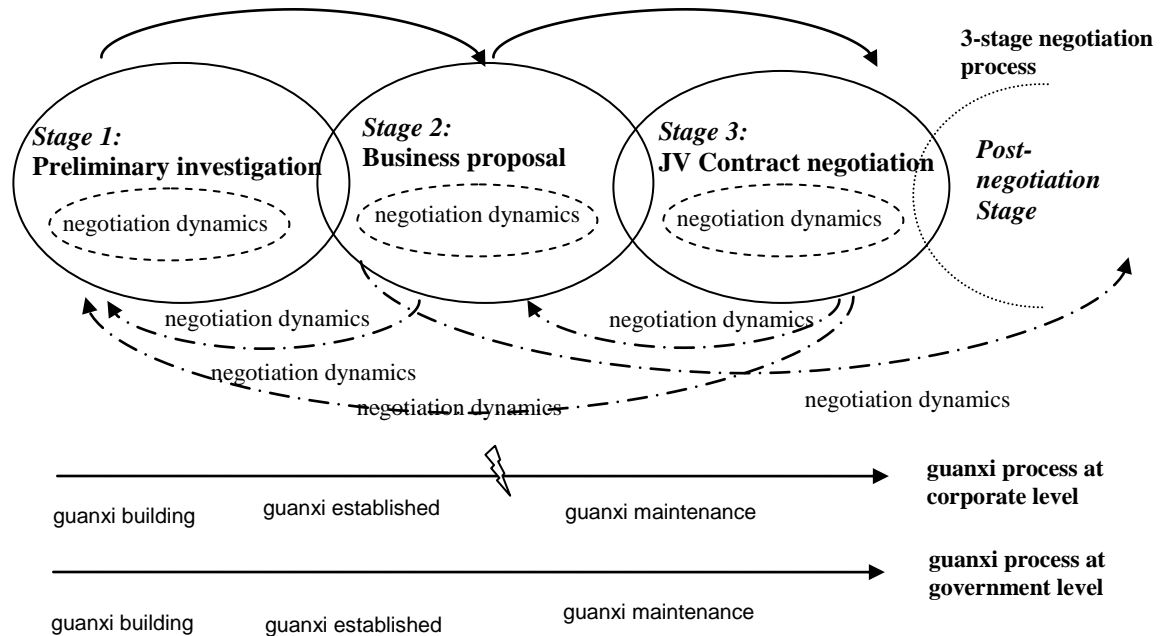 3-stage negotiation
process
Stage 1:
Preliminary investigation
negotiation dynamics
Stage 2:
Business proposal
negotiation dynamics
Stage 3:
JV Contract negotiation
negotiation dynamics
Post-
negotiation
Stage
negotiation dynamics
negotiation dynamics
negotiation dynamics
negotiation dynamics
negotiation dynamics
guanxi process at
corporate level
guanxi building
guanxi established
guanxi maintenance
guanxi process at
government level
guanxi building
guanxi established
guanxi maintenance